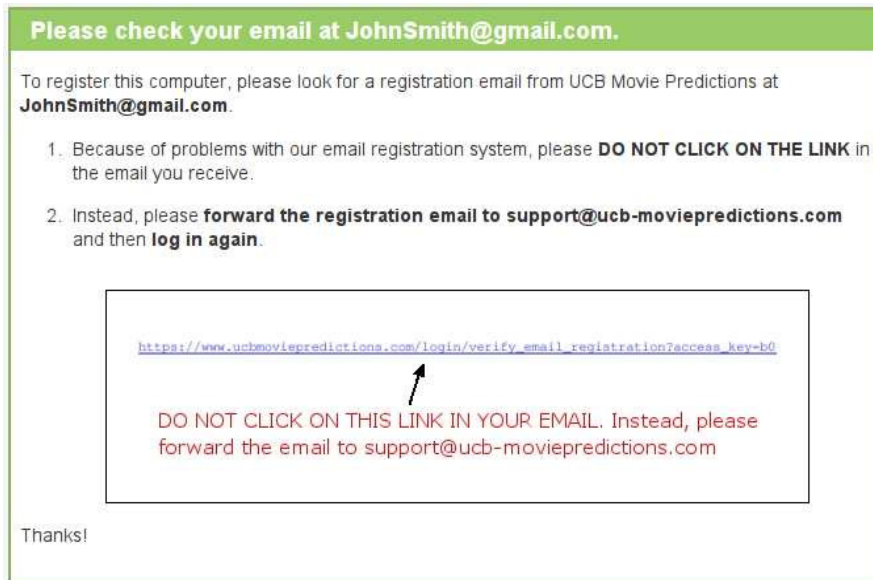 Please check your email at JohnSmith@gmail.com.
To register this computer, please look for a registration email from UCB Movie Predictions at
JohnSmith@gmail.com.
1. Because of problems with our email registration system, please DO NOT CLICK ON THE LINK in
the email you receive.
2. Instead, please forward the registration email to support@ucb-moviepredictions.com
and then log in again.
https://www.ucbmoviepredictions.com/login/verify_email_registration?access_key=b0
DO NOT CLICK ON THIS LINK IN YOUR EMAIL. Instead, please
forward the email to support@ucb-moviepredictions.com
Thanks!